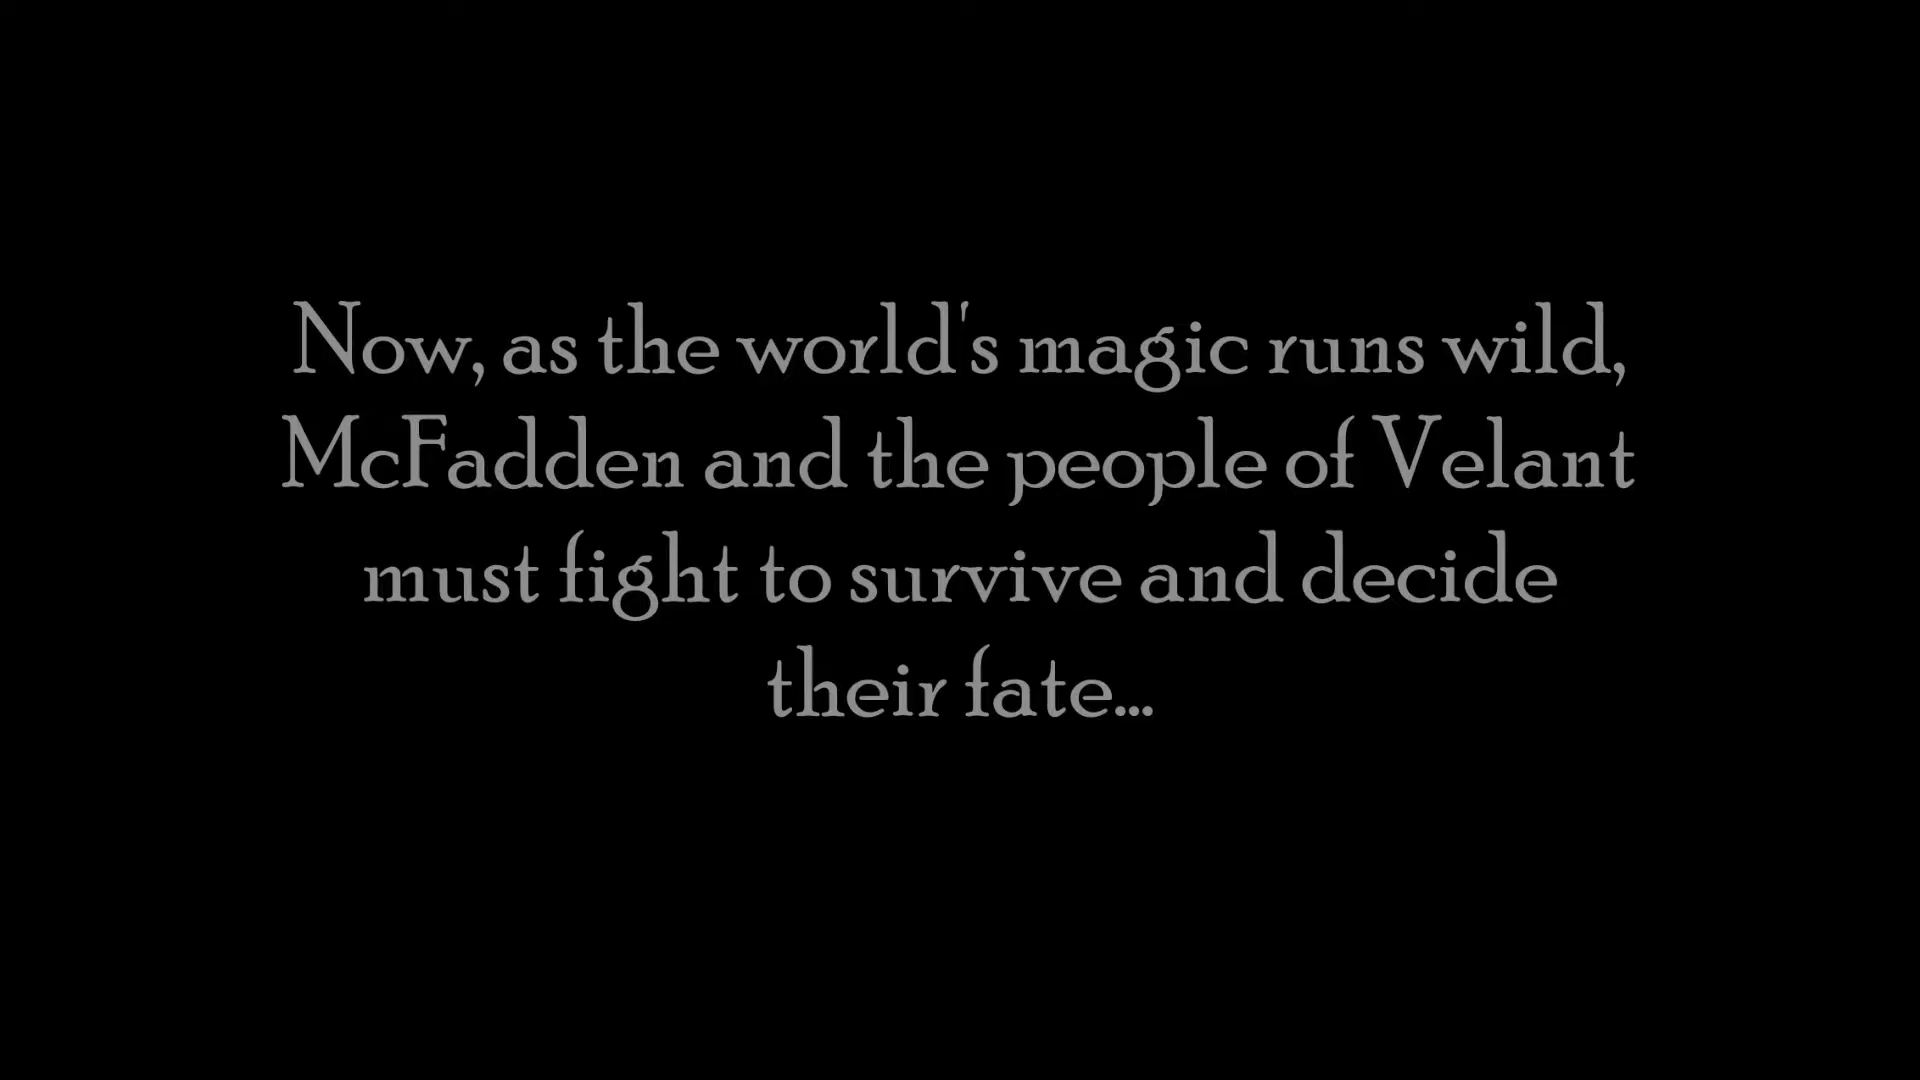 Now, as the world's magic runs wild,
McFadden and the people of Velant
must fight to survive and decide
their fate...